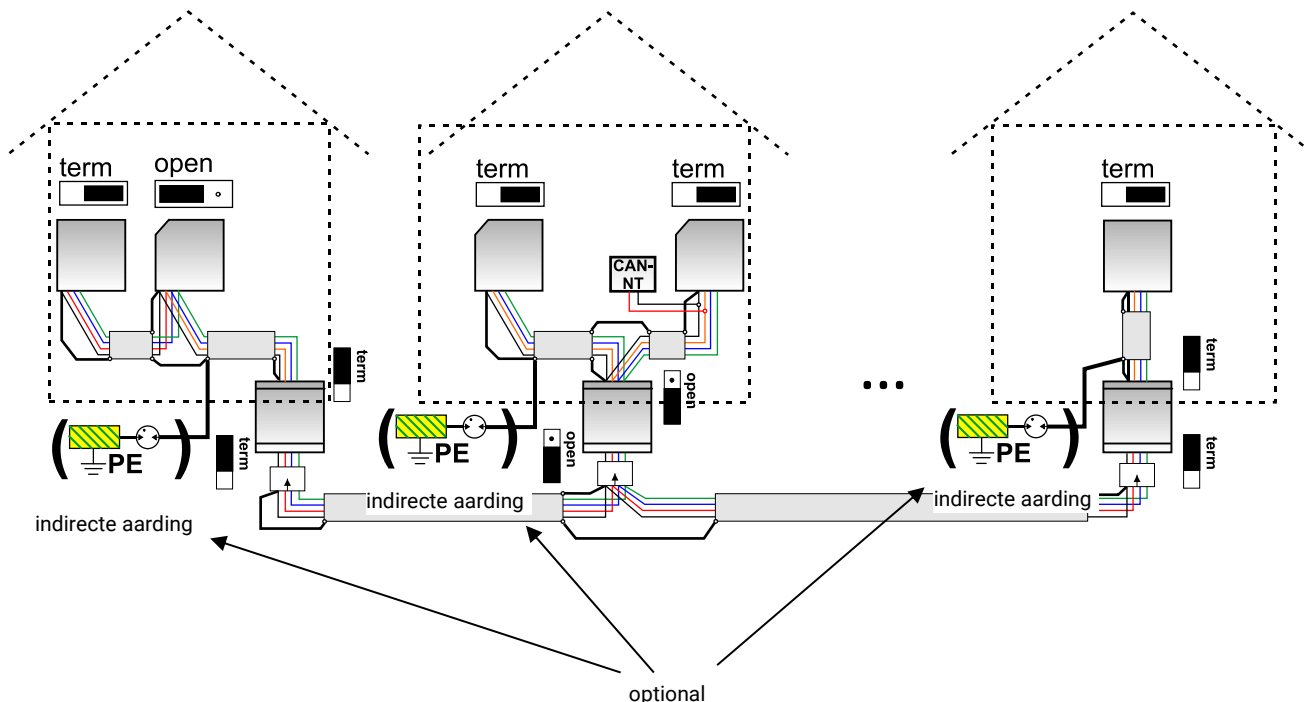 term
open
term
term
term
CAN-
NT
term
open
term
PE
term
PE
open
PE
term
indirecte aarding
indirecte aarding
indirecte aarding
optional